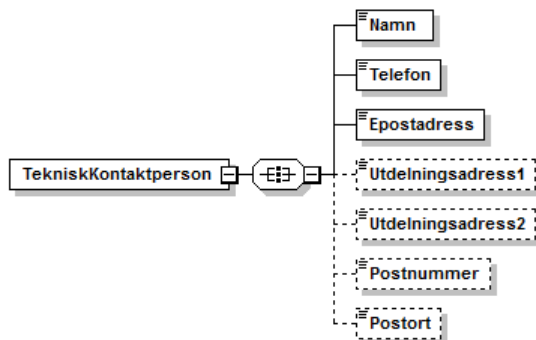 Namn
Telefon
Epostadress
TekniskKontaktperson
Utdelningsadress1
Utdelningsadress2
Postnummer
Postort